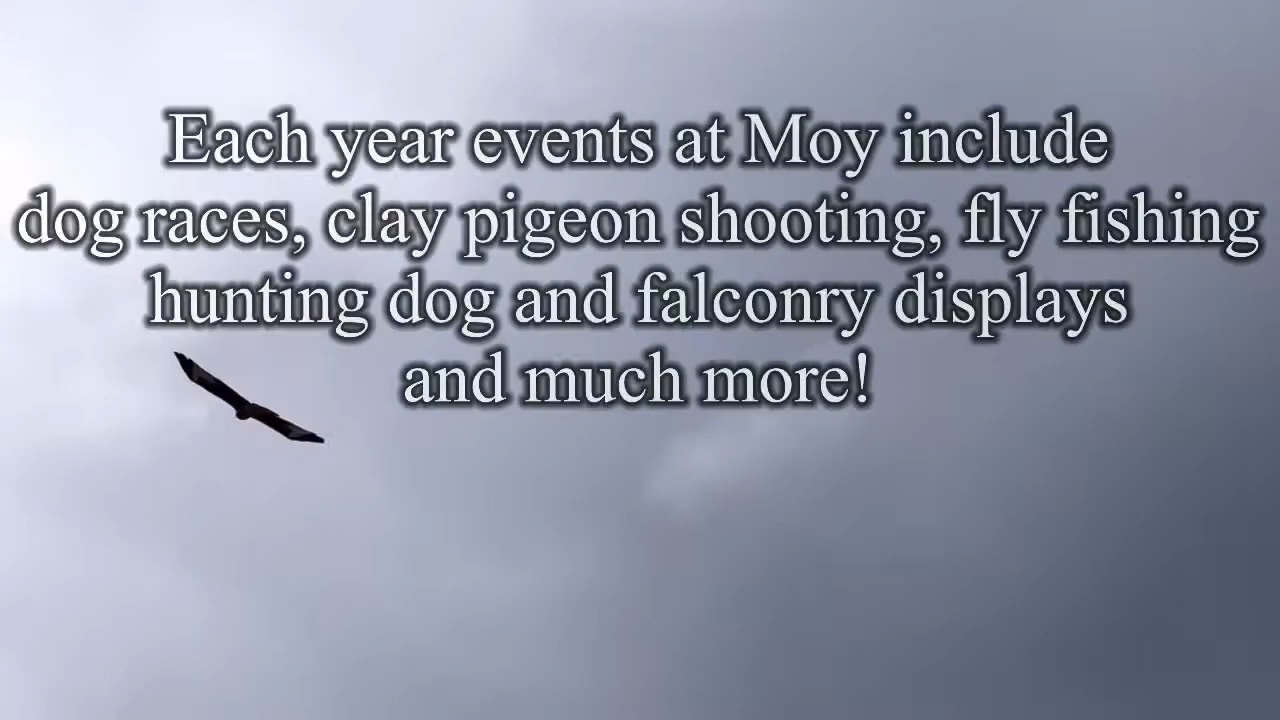 Each year events at Moy include
dog races, clay pigeon shooting, fly fishing
hunting dog and falconry displays
and much more!